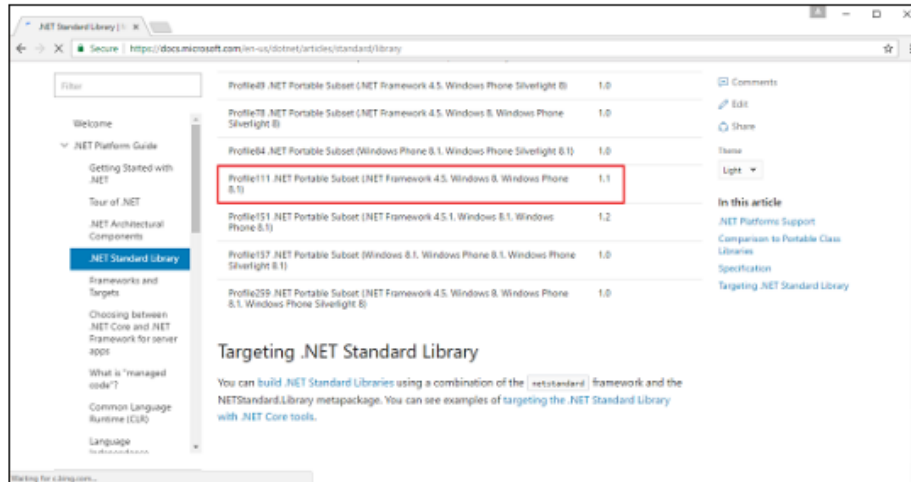 .NET Standard Library |
Secure | https://docs.microsoft.com/en-us/dotnet/articles/standard/library
Filter
Welcome
.NET Platform Guide
Getting Started with
.NET
Tour of .NET
.NET Architectural
Components
.NET Standard Library
Frameworks and
Targets
Choosing between
.NET Core and .NET
Framework for server
apps
What is "managed
code"?
Common Language
Runtime (CLR)
Language
Independence
Profile49 .NET Portable Subset (.NET Framework 4.5, Windows Phone Silverlight 8) 1.0
Profile78 .NET Portable Subset (.NET Framework 4.5, Windows 8, Windows Phone 1.0
Silverlight 8)
Profile84 .NET Portable Subset (Windows Phone 8.1, Windows Phone Silverlight 8.1) 1.0
Profile111 .NET Portable Subset (.NET Framework 4.5, Windows 8, Windows Phone 1.1
8.1)
Profile151 .NET Portable Subset (.NET Framework 4.5.1, Windows 8.1, Windows 1.2
Phone 8.1)
Profile157 .NET Portable Subset (Windows 8.1, Windows Phone 8.1, Windows Phone 1.0
Silverlight 8.1)
Profile259 .NET Portable Subset (.NET Framework 4.5, Windows 8, Windows Phone 1.0
8.1, Windows Phone Silverlight 8)
Targeting .NET Standard Library
You can build .NET Standard Libraries using a combination of the netstandard framework and the
NETStandard.Library metapackage. You can see examples of targeting the .NET Standard Library
with .NET Core tools.
Comments
Edit
Share
Theme
Light
In this article
.NET Platforms Support
Comparison to Portable Class
Libraries
Specification
Targeting .NET Standard Library
Waiting for c.bing.com...